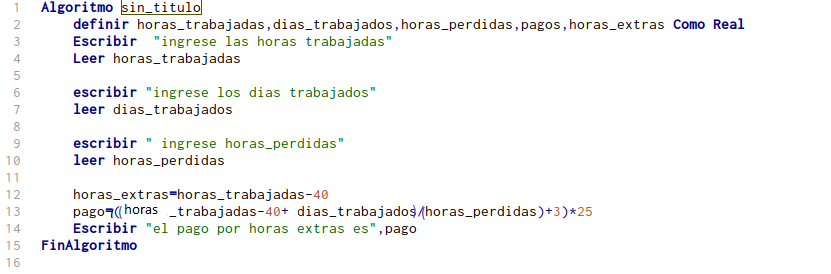 1 Algoritmo sin_titulo
2 definir horas_trabajadas,dias_trabajados,horas_perdidas,pagos,horas_extras Como Real
3 Escribir "ingrese las horas trabajadas"
4 Leer horas_trabajadas
5
6 escribir "ingrese los dias trabajados"
7 leer dias_trabajados
8
9 escribir " ingrese horas_perdidas"
10 leer horas_perdidas
11
12 horas_extras=horas_trabajadas-40
13 pago=((horas _trabajadas-40+ dias_trabajados)/(horas_perdidas)+3)*25
14 Escribir "el pago por horas extras es",pago
15 FinAlgoritmo
16